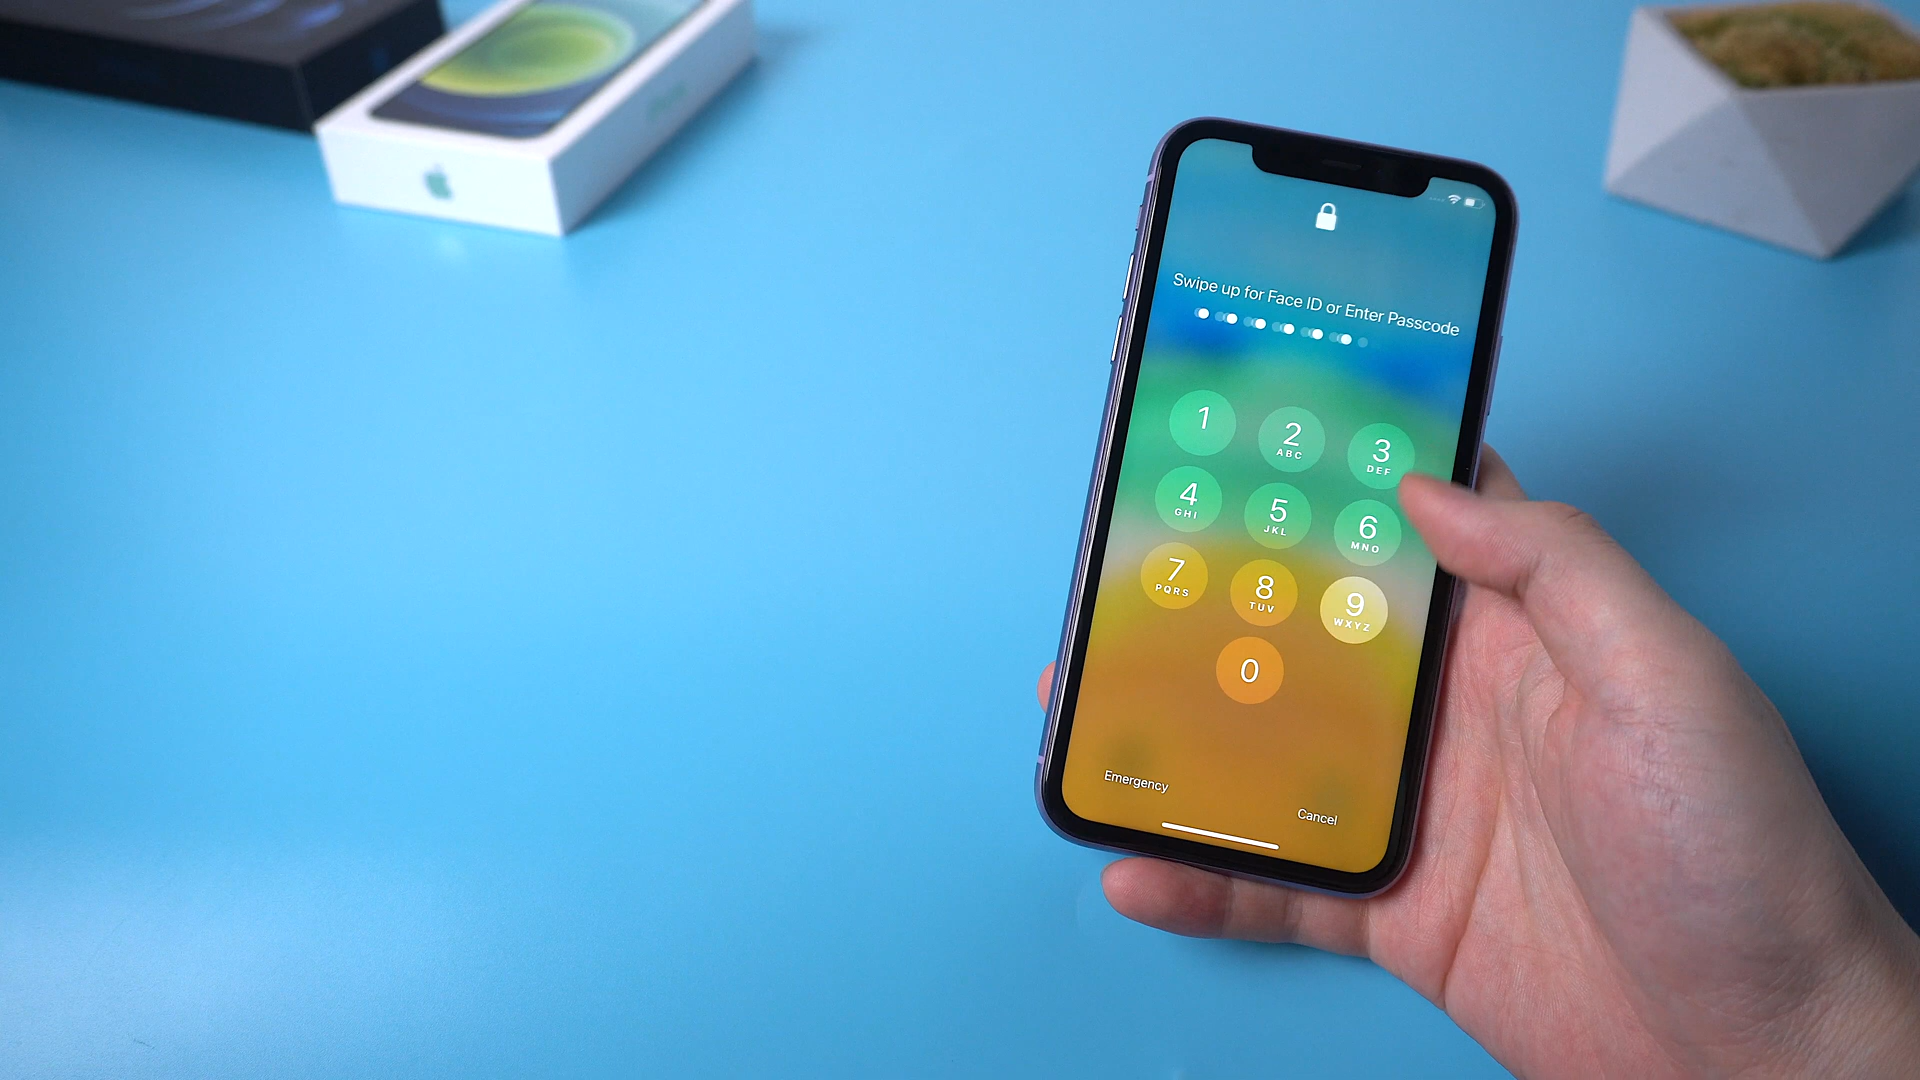 Swipe up for Face ID or Enter Passcode
1
2
ABC
3
DEF
4
GHI
5
JKL
6
MNO
7
PQRS
8
TUV
9
WXYZ
0
Emergency
Cancel